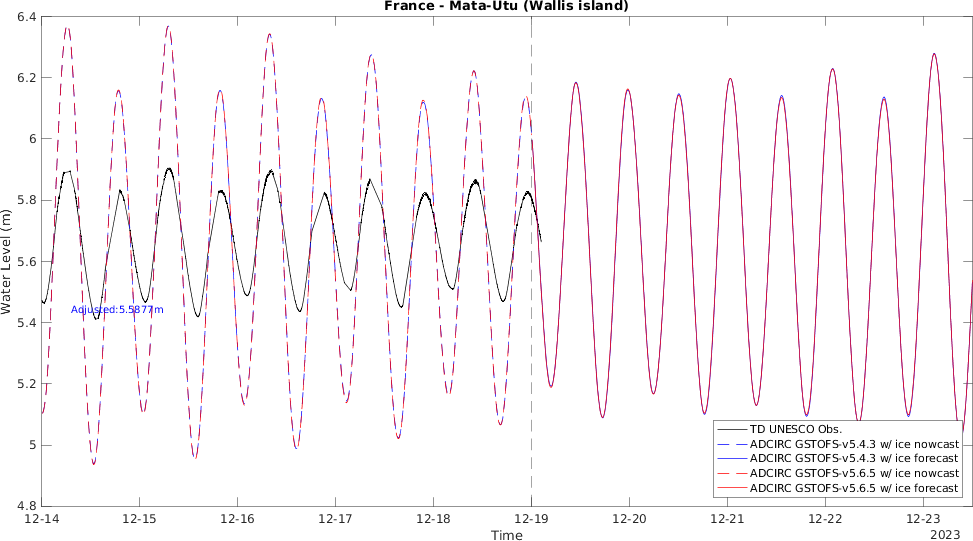 France - Mata-Utu (Wallis island)
6.4
6.2
6
5.8
5.6
5.4
5.2
5
4.8
Water Level (m)
Adjusted:5.5877m
TD UNESCO Obs.
ADCIRC GSTOFS-v5.4.3 w/ ice nowcast
ADCIRC GSTOFS-v5.4.3 w/ ice forecast
ADCIRC GSTOFS-v5.6.5 w/ ice nowcast
ADCIRC GSTOFS-v5.6.5 w/ ice forecast
12-14 12-15 12-16 12-17 12-18 12-19 12-20 12-21 12-22 12-23
Time
2023